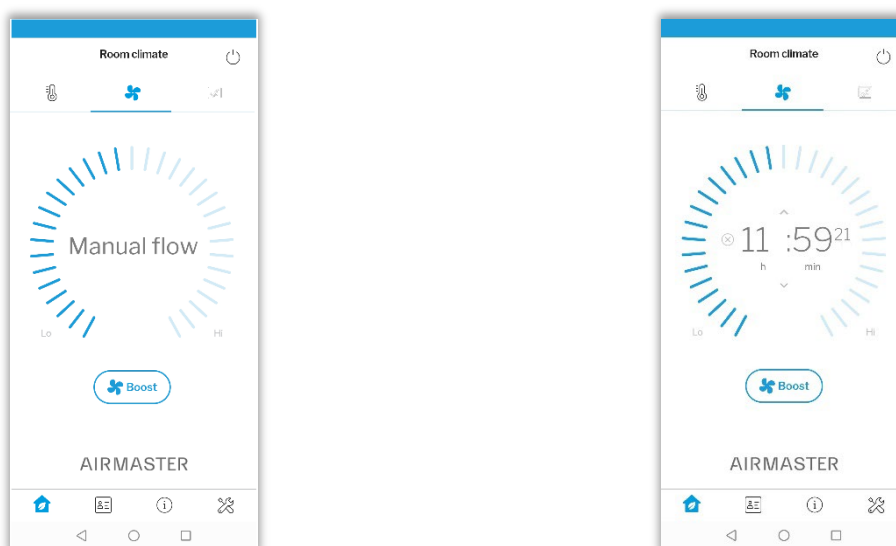 Room climate
Manual flow
Lo
Hi
Boost
AIRMASTER
Room climate
11 :59 21
h min
Lo
Hi
Boost
AIRMASTER